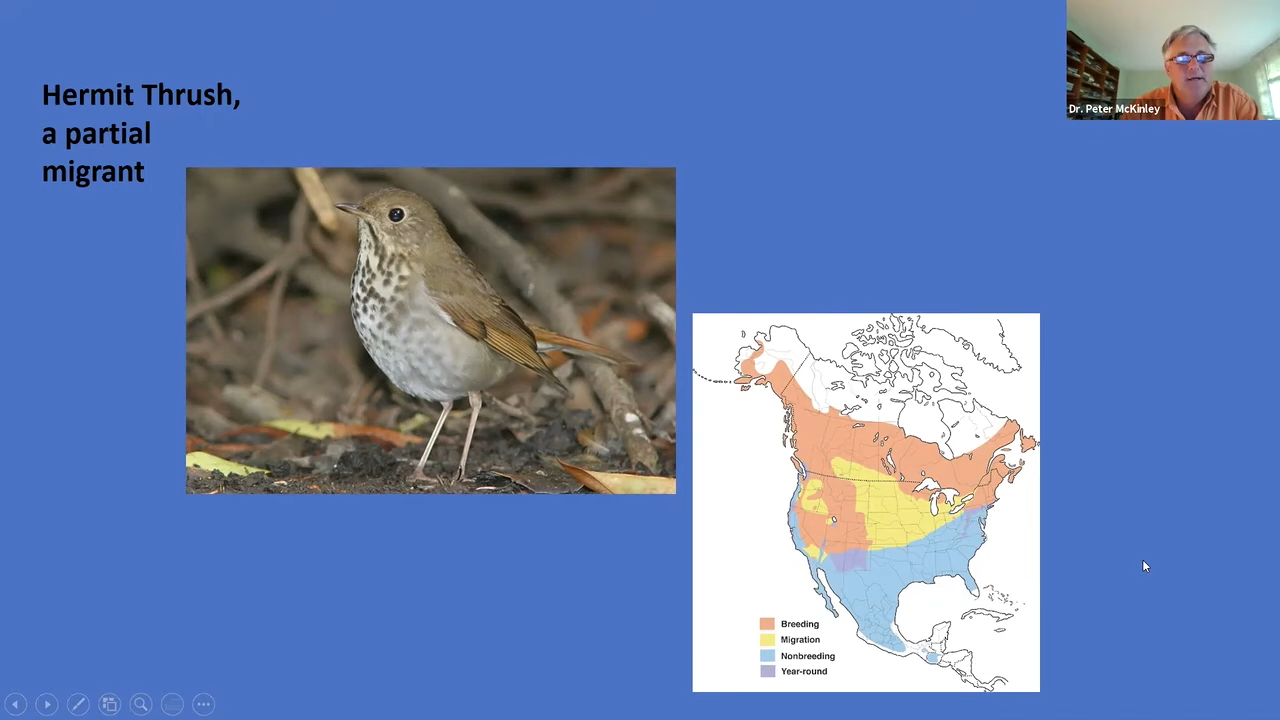 Hermit Thrush,
a partial
migrant
Dr. Peter McKinley
Breeding
Migration
Nonbreeding
Year-round